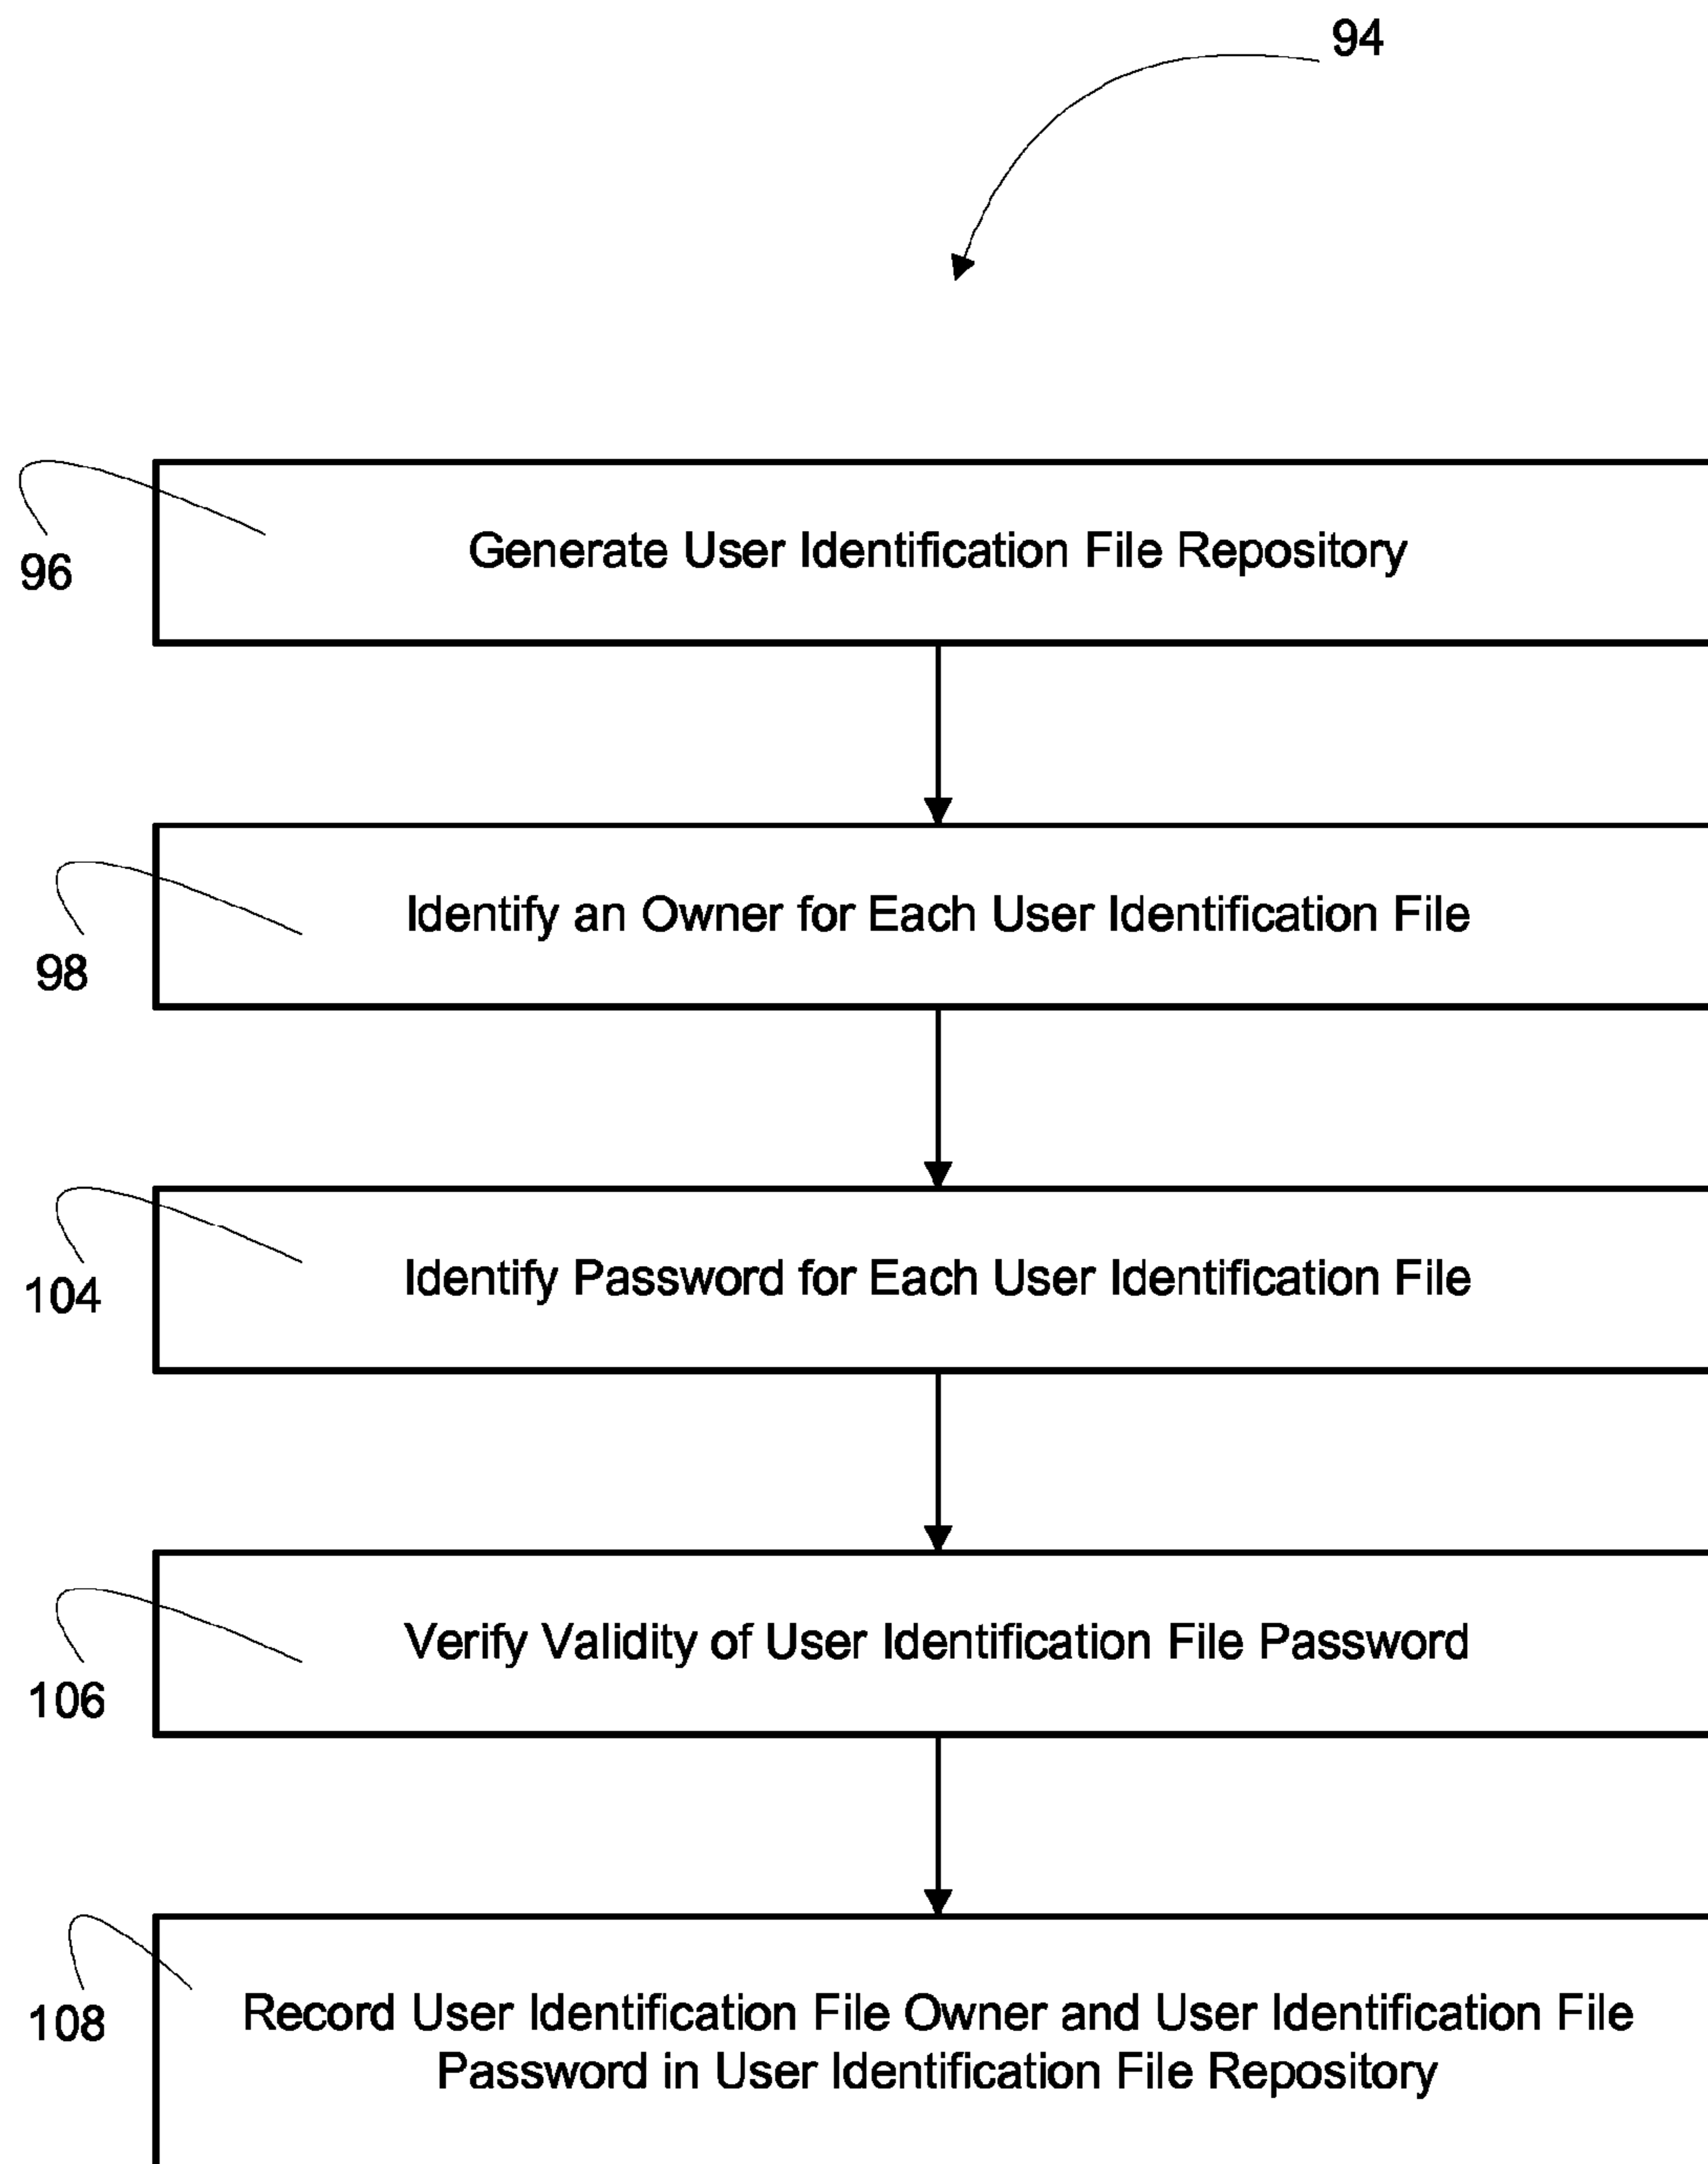 94
Generate User Identification File Repository
96
Identify an Owner for Each User Identification File
98
Identify Password for Each User Identification File
104
Verify Validity of User Identification File Password
106
Record User Identification File Owner and User Identification File
Password in User Identification File Repository
108